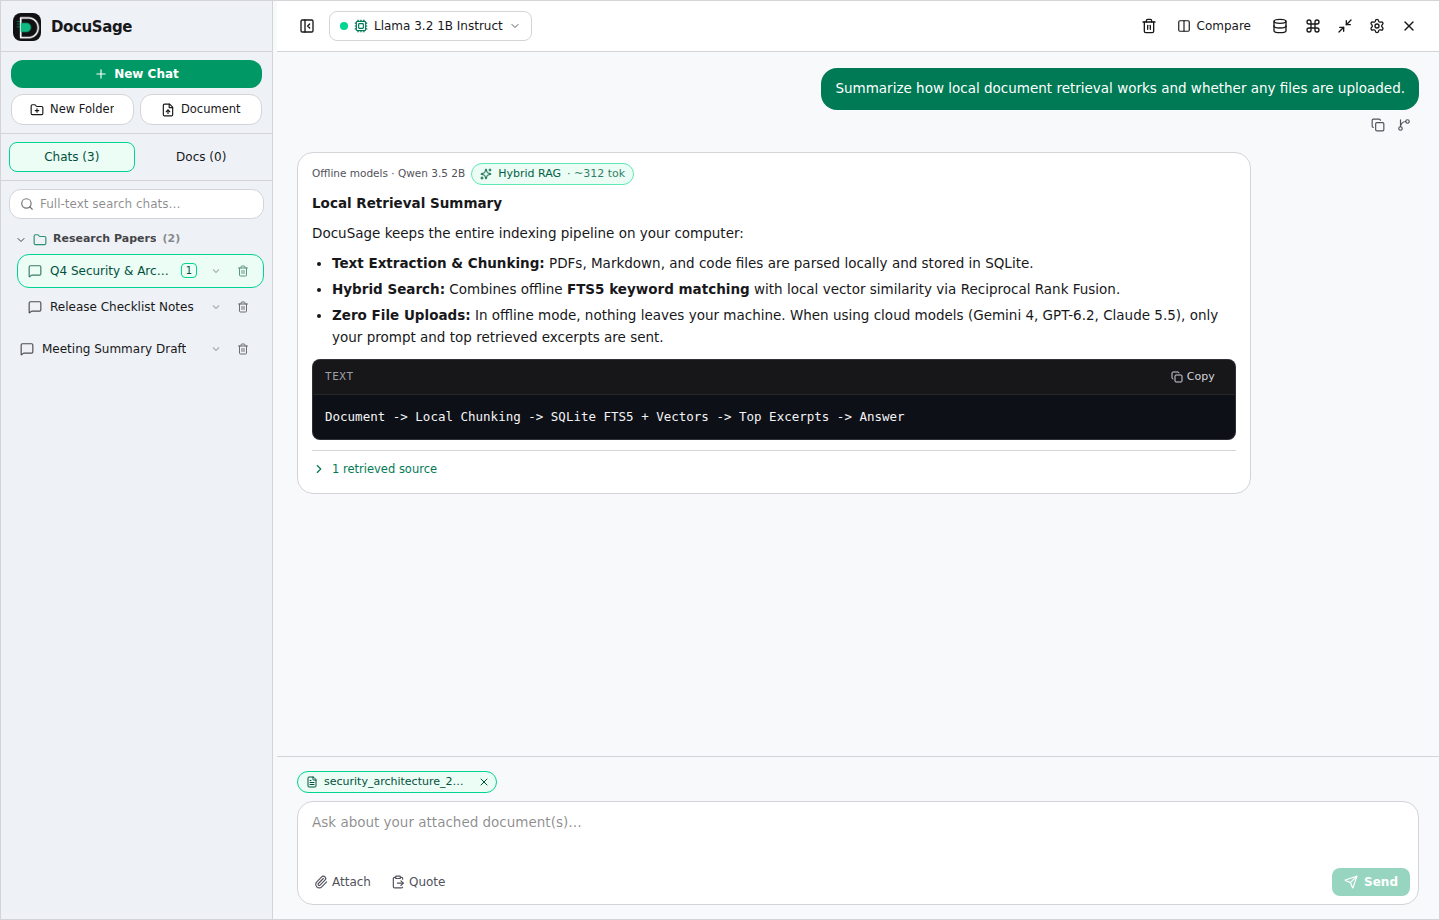 DocuSage
New Chat
New Folder
Document
Chats (3)
Docs (0)
Full-text search chats…
Research Papers (2)
Q4 Security & Arc…
1
Release Checklist Notes
Meeting Summary Draft
Llama 3.2 1B Instruct
Compare
Summarize how local document retrieval works and whether any files are uploaded.
Offline models · Qwen 3.5 2B
Hybrid RAG · ~312 tok
Local Retrieval Summary
DocuSage keeps the entire indexing pipeline on your computer:
• Text Extraction & Chunking: PDFs, Markdown, and code files are parsed locally and stored in SQLite.
• Hybrid Search: Combines offline FTS5 keyword matching with local vector similarity via Reciprocal Rank Fusion.
• Zero File Uploads: In offline mode, nothing leaves your machine. When using cloud models (Gemini 4, GPT-6.2, Claude 5.5), only
your prompt and top retrieved excerpts are sent.
TEXT
Copy
Document -> Local Chunking -> SQLite FTS5 + Vectors -> Top Excerpts -> Answer
1 retrieved source
security_architecture_2…
Ask about your attached document(s)…
Attach
Quote
Send